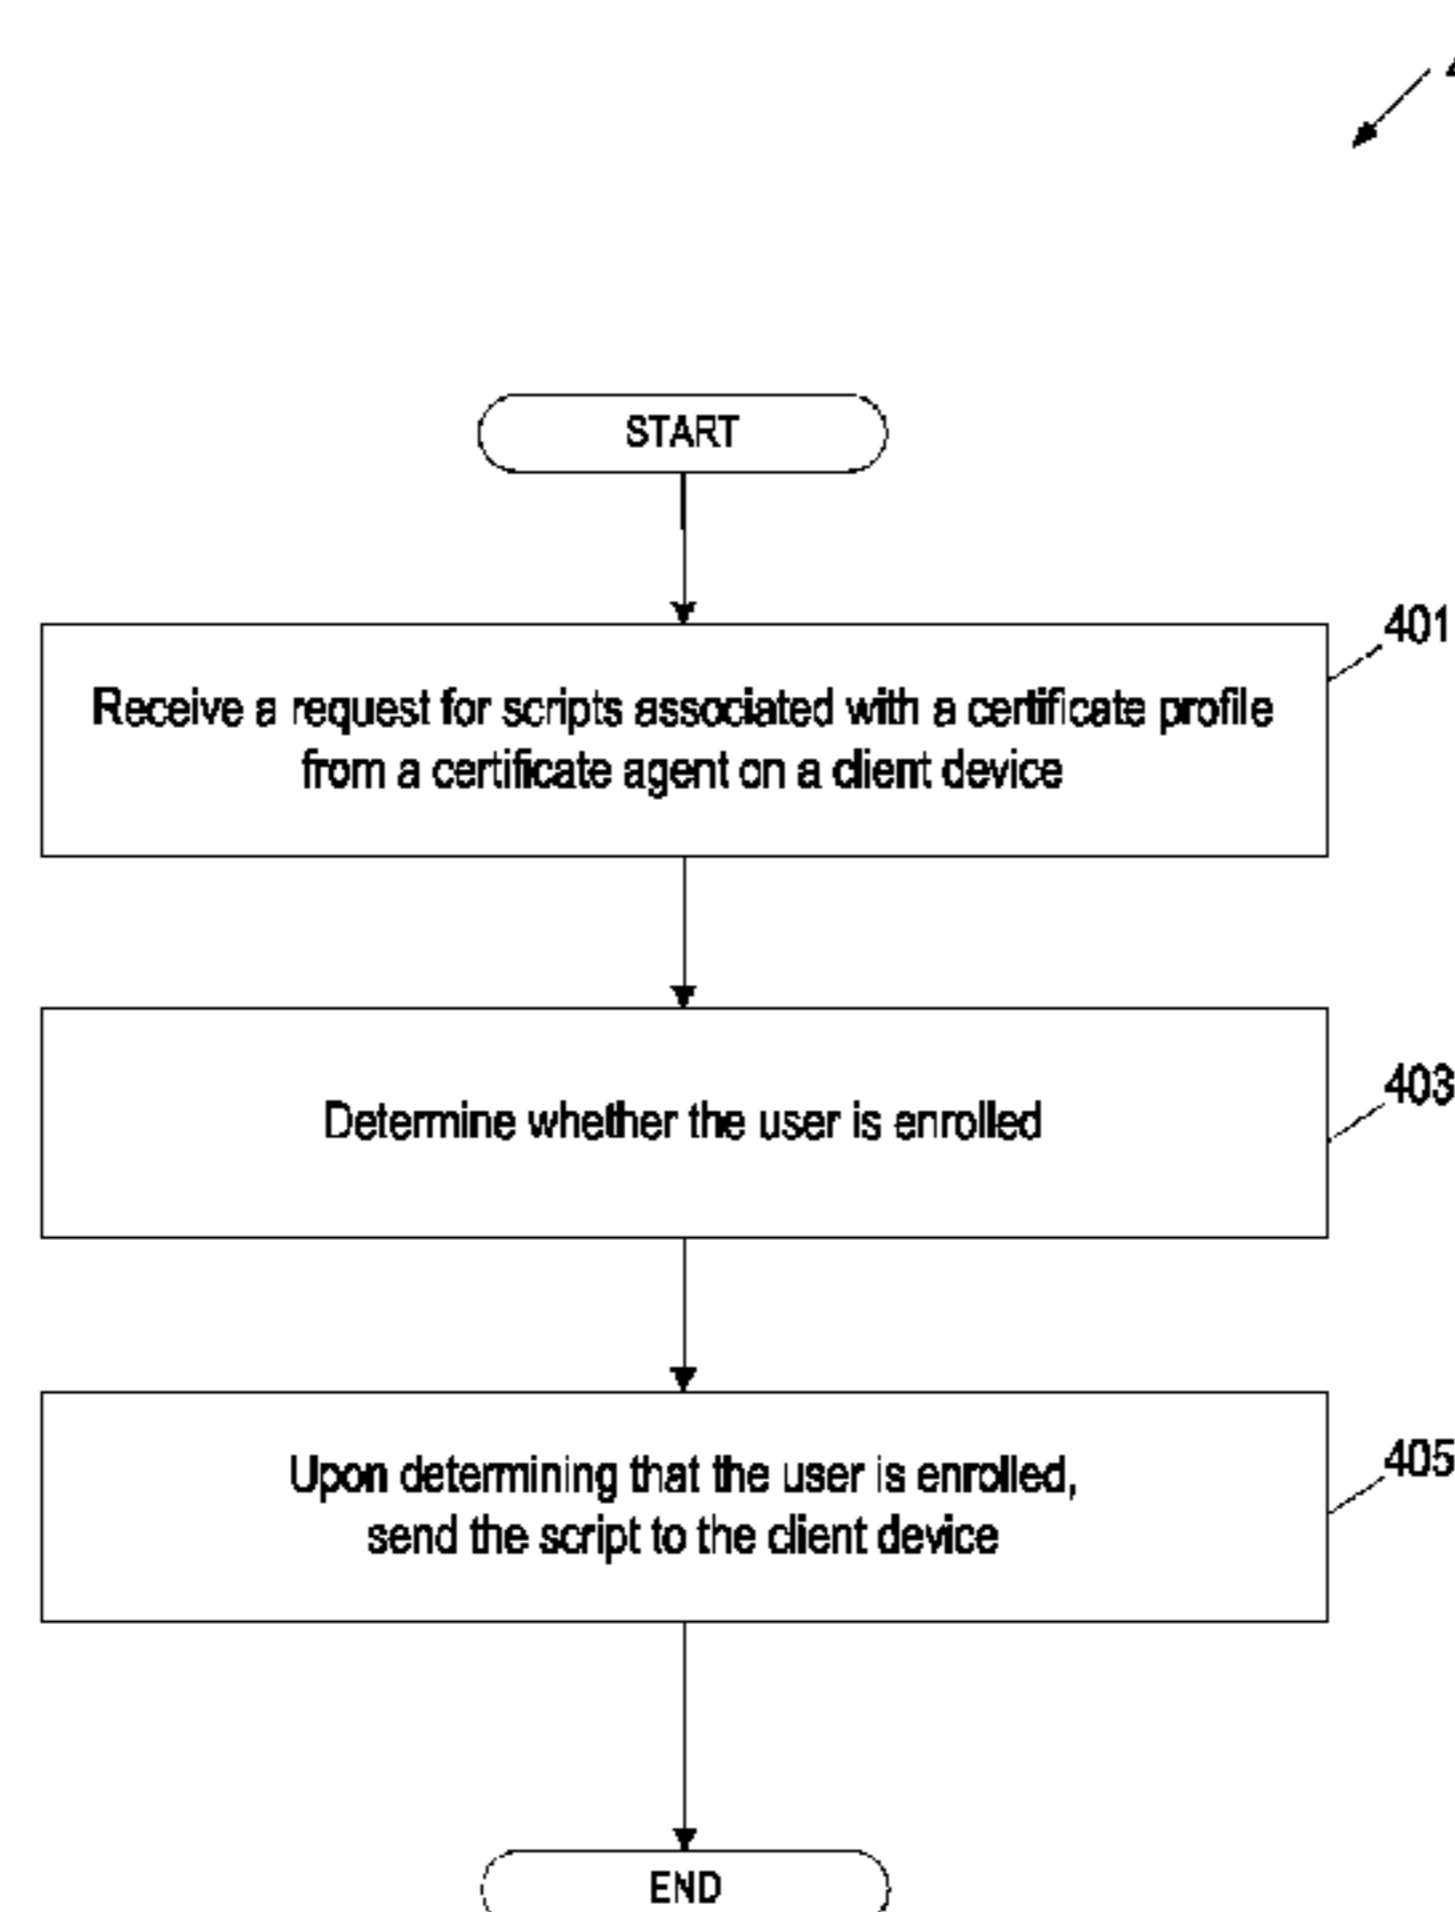 START
401
Receive a request for scripts associated with a certificate profile
from a certificate agent on a client device
403
Determine whether the user is enrolled
405
Upon determining that the user is enrolled,
send the script to the client device
END